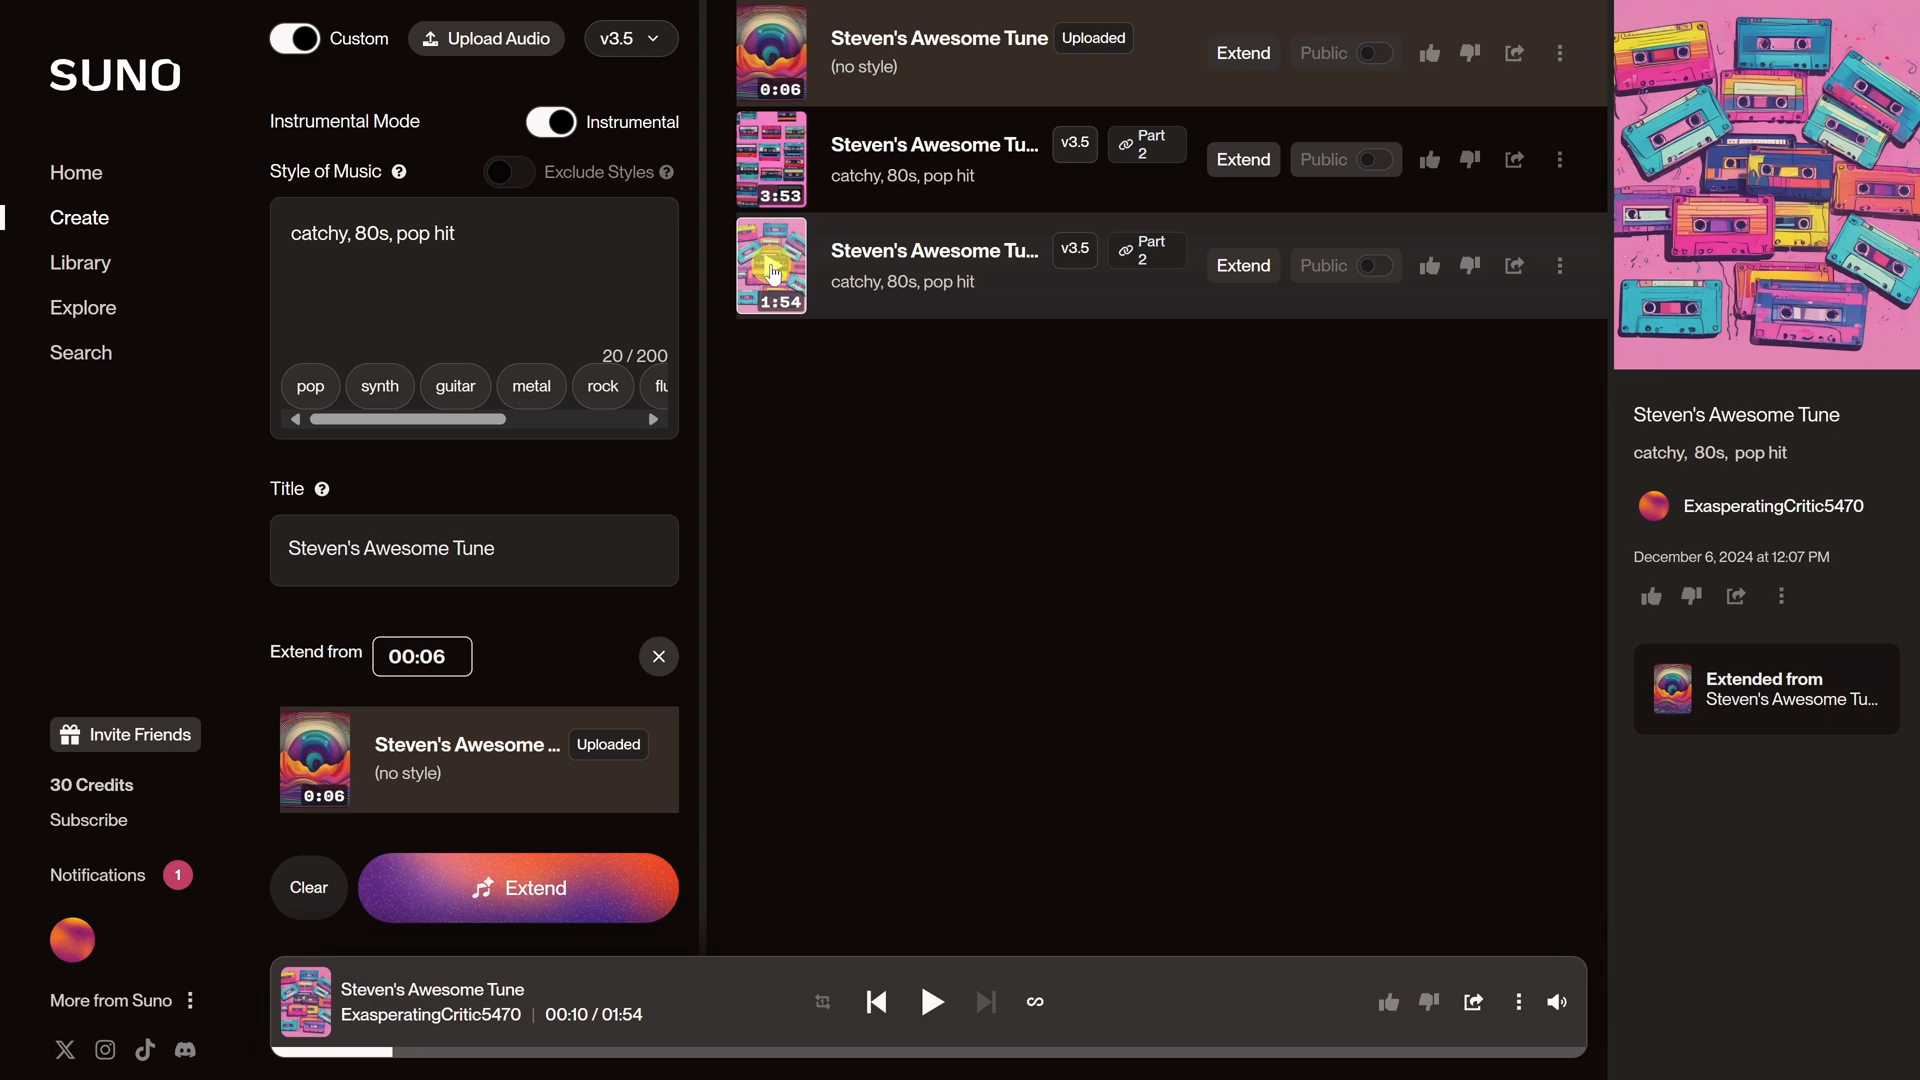 SUNO
Home
Create
Library
Explore
Search
Invite Friends
30 Credits
Subscribe
Notifications 1
More from Suno
Custom
Upload Audio
v3.5
Instrumental Mode
Instrumental
Style of Music
Exclude Styles
catchy, 80s, pop hit
20 / 200
pop synth guitar metal rock flu
Title
Steven's Awesome Tune
Extend from 00:06
Steven's Awesome ... Uploaded
(no style)
0:06
Clear
Extend
Steven's Awesome Tune Uploaded
(no style)
0:06
Extend Public
Steven's Awesome Tu... v3.5 Part 2
catchy, 80s, pop hit
3:53
Extend Public
Steven's Awesome Tu... v3.5 Part 2
catchy, 80s, pop hit
1:54
Extend Public
Steven's Awesome Tune
catchy, 80s, pop hit
ExasperatingCritic5470
December 6, 2024 at 12:07 PM
Extended from
Steven's Awesome Tu...
Steven's Awesome Tune
ExasperatingCritic5470 | 00:10 / 01:54